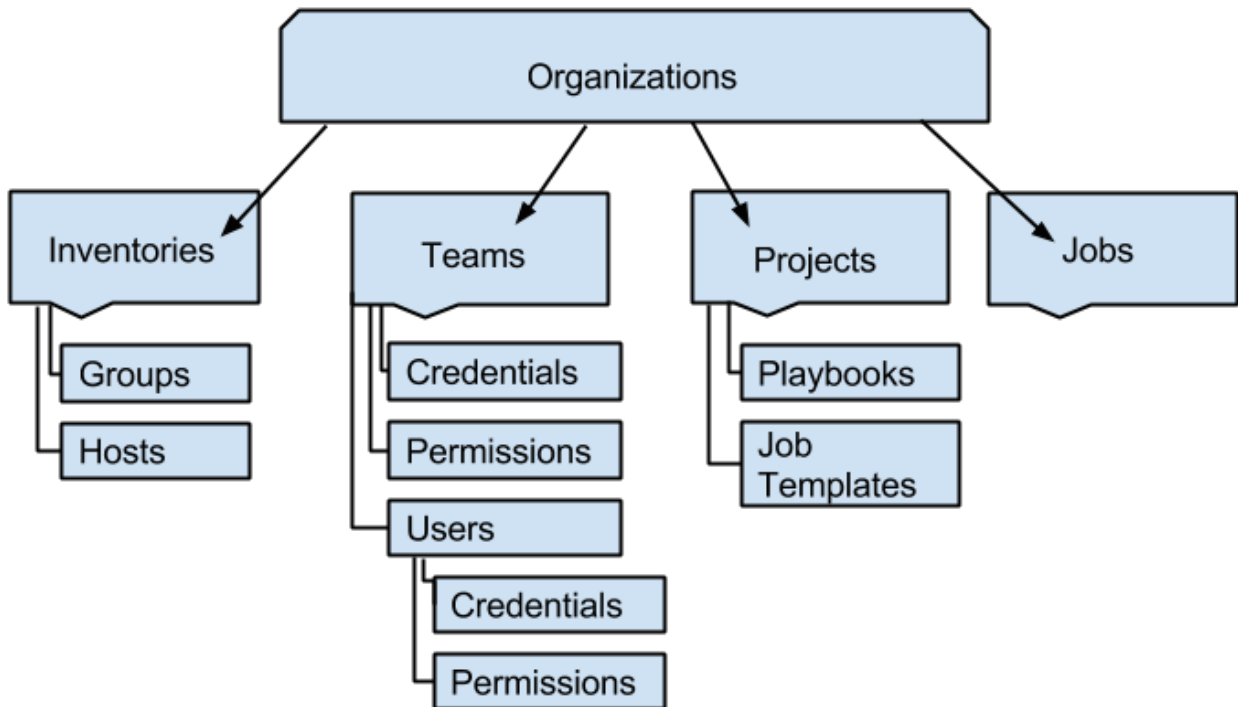 Organizations
Inventories
Teams
Projects
Jobs
Groups
Hosts
Credentials
Permissions
Users
Credentials
Permissions
Playbooks
Job
Templates